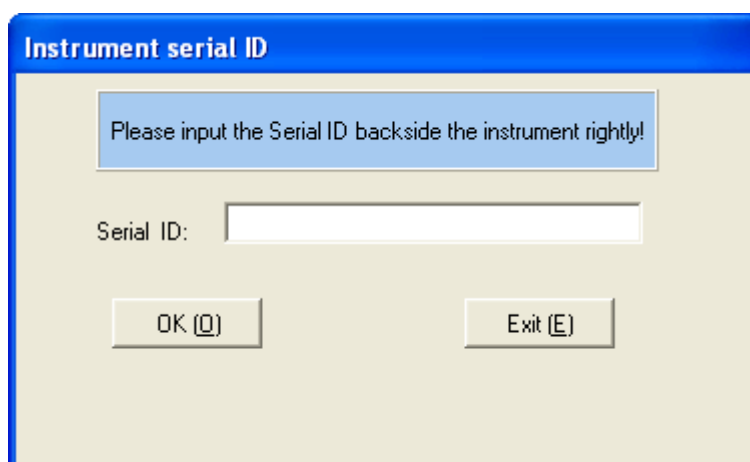 Instrument serial ID
Please input the Serial ID backside the instrument rightly!
Serial ID:
OK (O)
Exit (E)